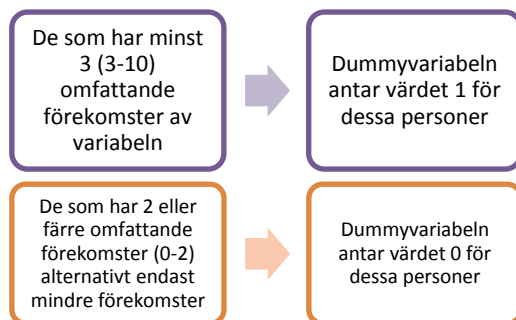 De som har minst
3 (3-10)
omfattande
förekomster av
variabeln
Dummyvariabeln
antar värdet 1 för
dessa personer
De som har 2 eller
färre omfattande
förekomster (0-2)
alternativt endast
mindre förekomster
Dummyvariabeln
antar värdet 0 för
dessa personer